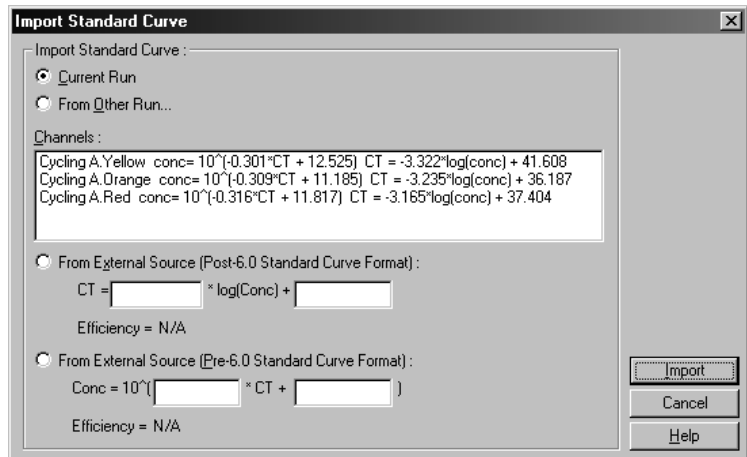 Import Standard Curve
Import Standard Curve :
Current Run
From Other Run...
Channels :
Cycling A.Yellow conc= 10^(-0.301*CT + 12.525) CT = -3.322*log(conc) + 41.608
Cycling A.Orange conc= 10^(-0.309*CT + 11.185) CT = -3.235*log(conc) + 36.187
Cycling A.Red conc= 10^(-0.316*CT + 11.817) CT = -3.165*log(conc) + 37.404
From External Source (Post-6.0 Standard Curve Format) :
CT = * log(Conc) +
Efficiency = N/A
From External Source (Pre-6.0 Standard Curve Format) :
Conc = 10^( * CT + )
Efficiency = N/A
Import
Cancel
Help